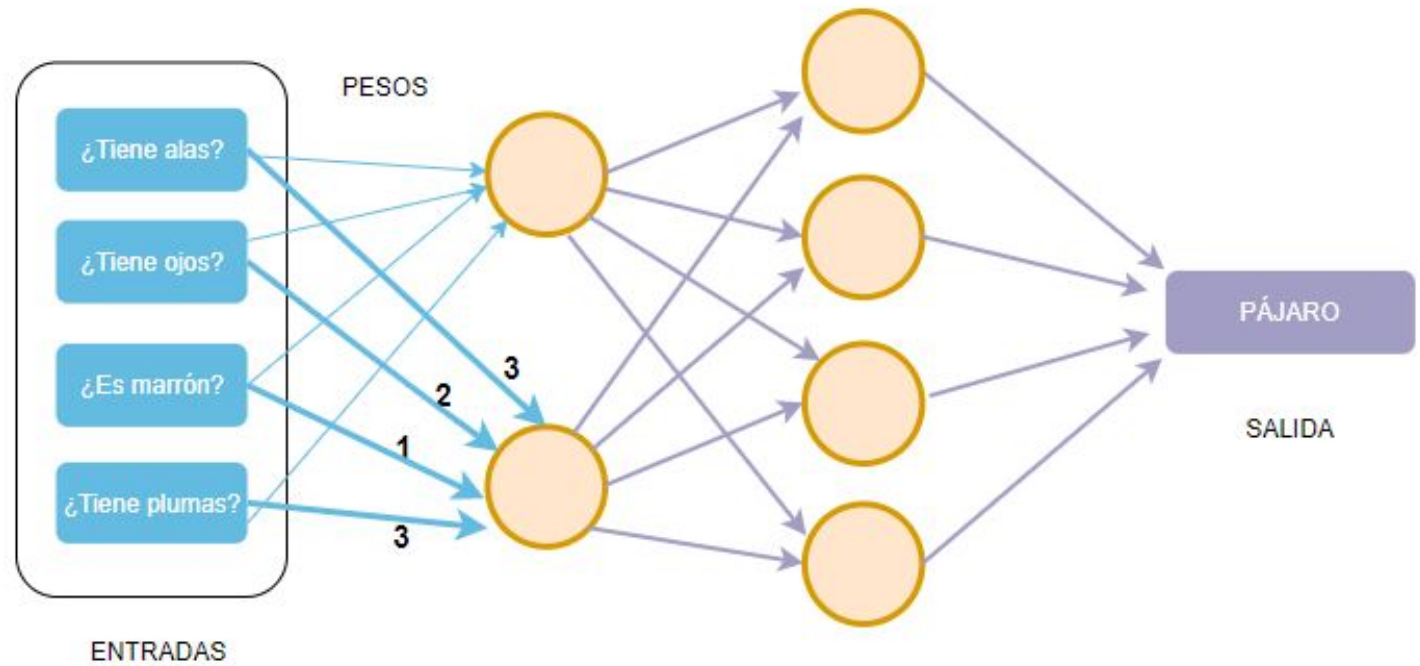 PESOS
¿Tiene alas?
¿Tiene ojos?
¿Es marrón?
¿Tiene plumas?
3
2
1
3
PÁJARO
SALIDA
ENTRADAS